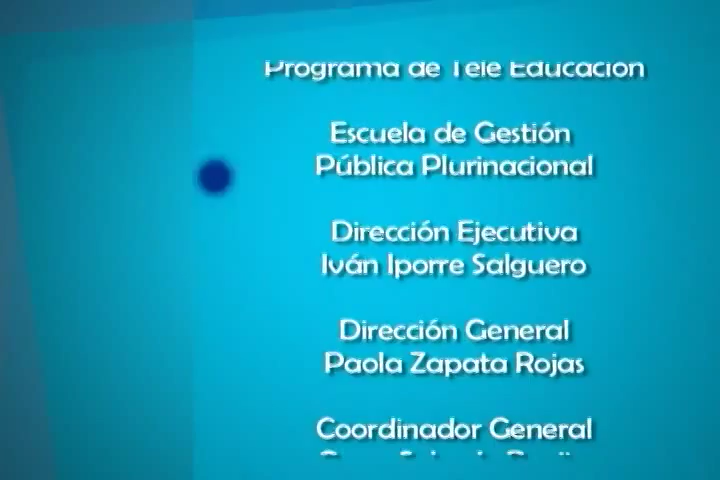 Programa de Tele Educación
Escuela de Gestión
Pública Plurinacional
Dirección Ejecutiva
Iván Iporre Salguero
Dirección General
Paola Zapata Rojas
Coordinador General